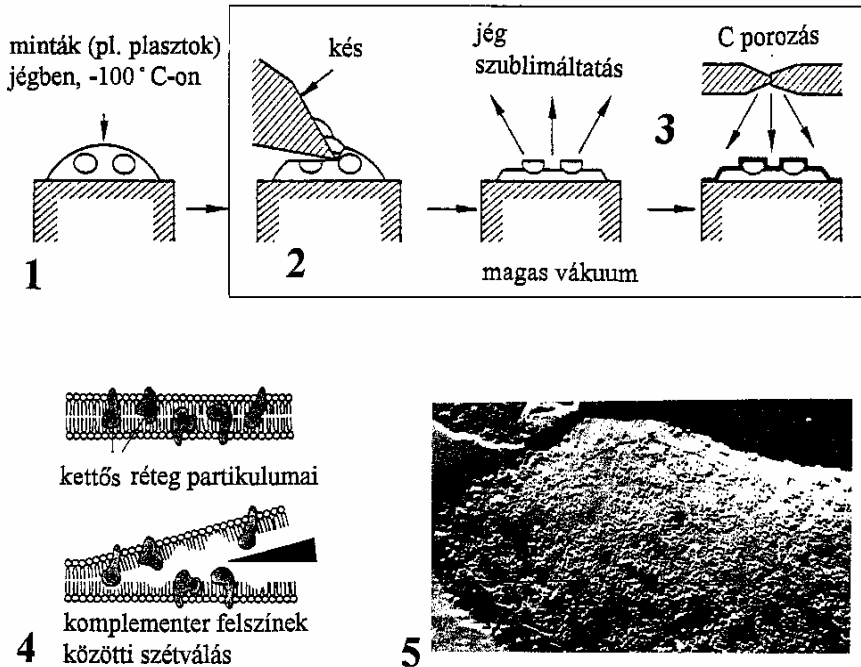 minták (pl. plasztok)
jégben, -100° C-on
kés
jég
szublimáltatás
C porozás
1
2
3
magas vákuum
kettős réteg partikulumai
komplementer felszínek
közötti szétválás
4
5